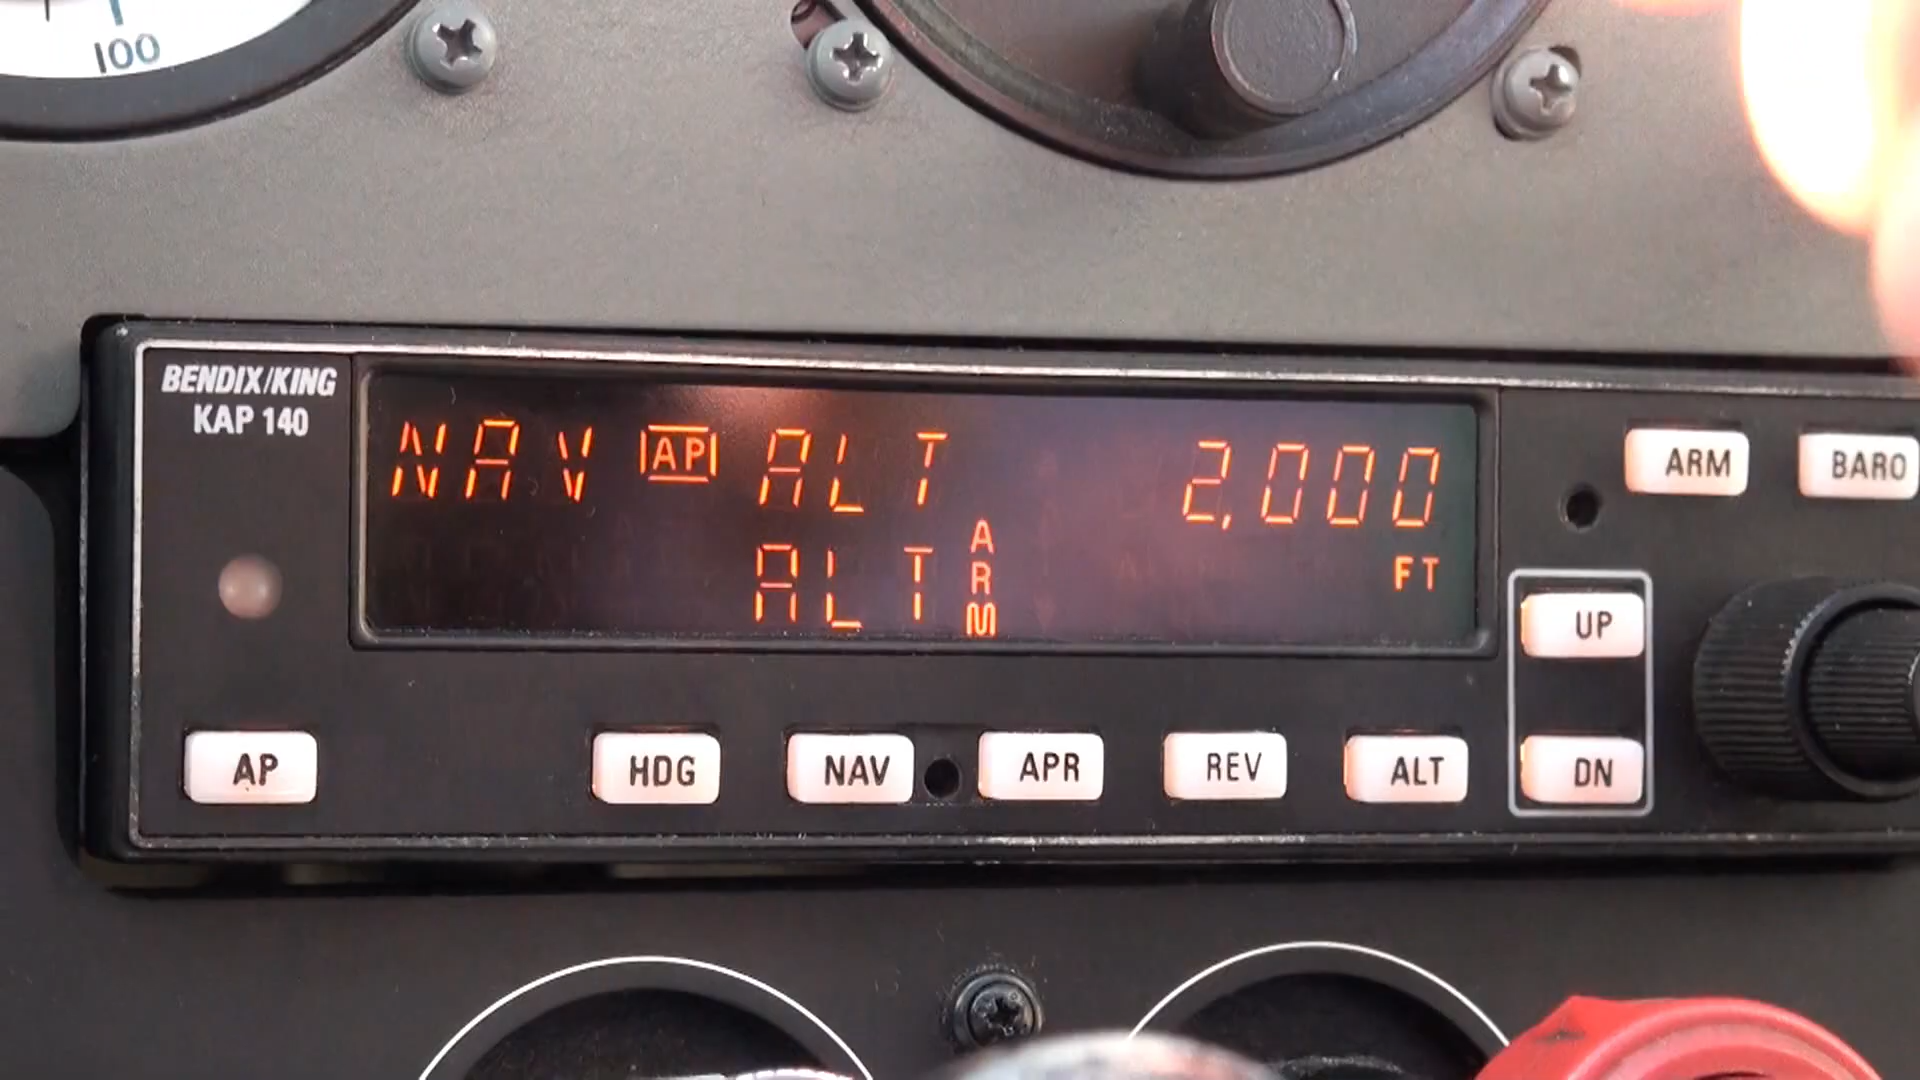 100
BENDIX/KING
KAP 140
NAV AP ALT 2,000
ALT ARM FT
ARM BARO
UP
DN
AP HDG NAV APR REV ALT